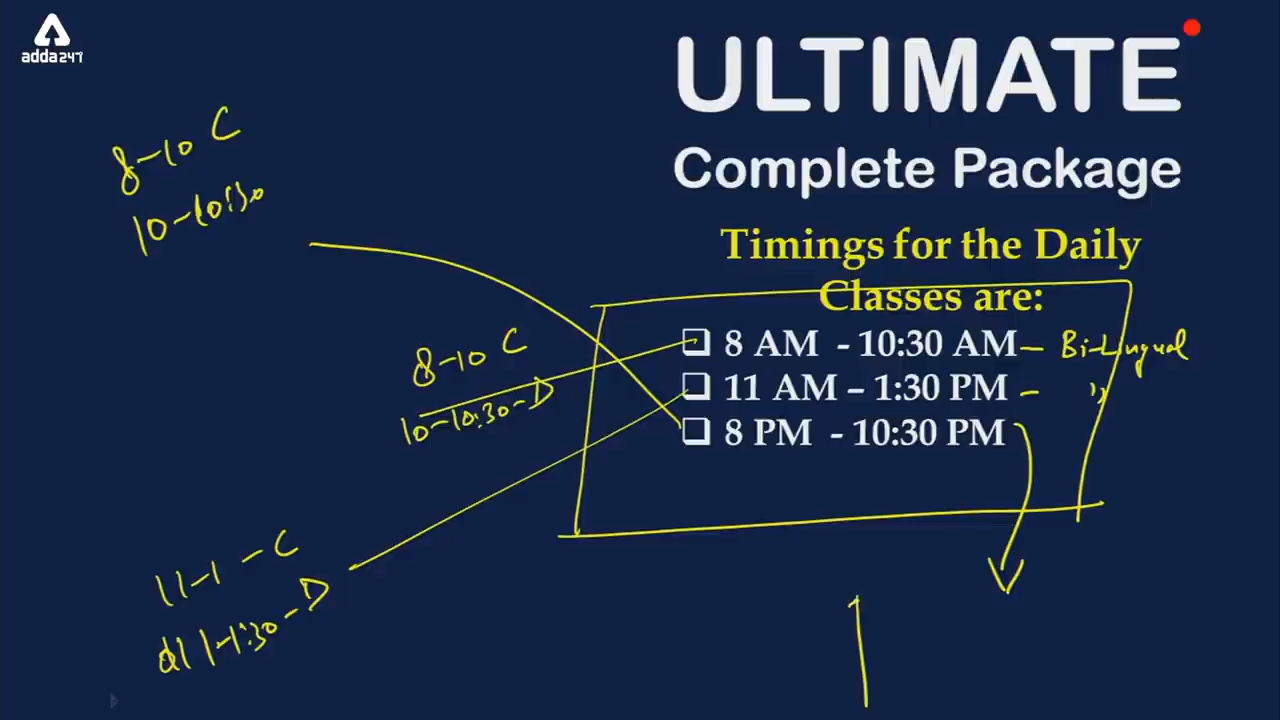 adda247
ULTIMATE
Complete Package
Timings for the Daily
Classes are:
❑ 8 AM - 10:30 AM – Bi-Lingual
❑ 11 AM – 1:30 PM – "
❑ 8 PM - 10:30 PM
8-10 C
10-10:30
8-10 C
10-10:30-D
11-1 - C
1-1:30-D